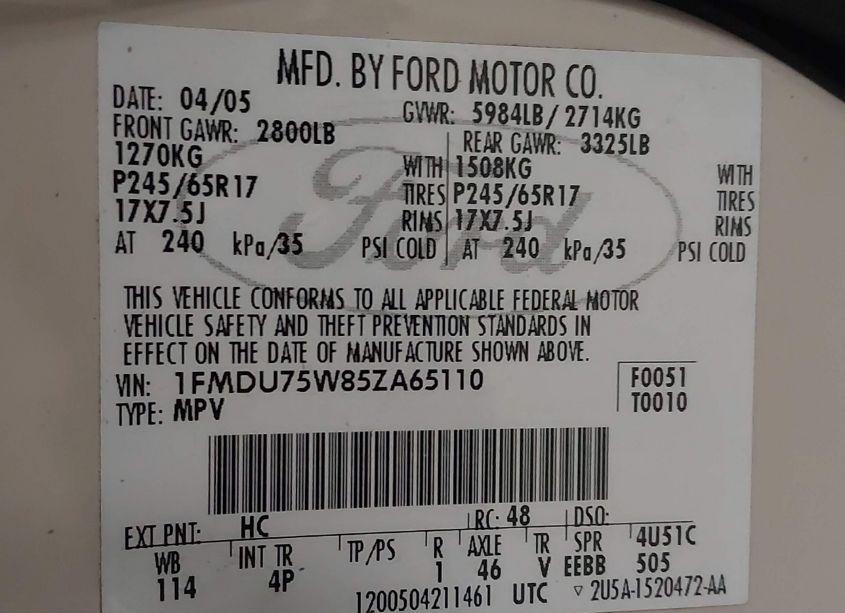 MFD. BY FORD MOTOR CO.
DATE: 04/05 GVWR: 5984LB/ 2714KG
FRONT GAWR: 2800LB REAR GAWR: 3325LB
1270KG WITH 1508KG WITH
P245/65R17 TIRES P245/65R17 TIRES
17X7.5J RIMS 17X7.5J RIMS
AT 240 kPa/35 PSI COLD AT 240 kPa/35 PSI COLD
Ford
THIS VEHICLE CONFORMS TO ALL APPLICABLE FEDERAL MOTOR
VEHICLE SAFETY AND THEFT PREVENTION STANDARDS IN
EFFECT ON THE DATE OF MANUFACTURE SHOWN ABOVE.
VIN: 1FMDU75W85ZA65110 F0051
TYPE: MPV T0010
EXT PNT: HC RC: 48 DSO:
WB INT TR TP/PS R AXLE TR SPR 4U51C
114 4P 1 46 V EEBB 505
1200504211461 UTC ▽ 2U5A-1520472-AA